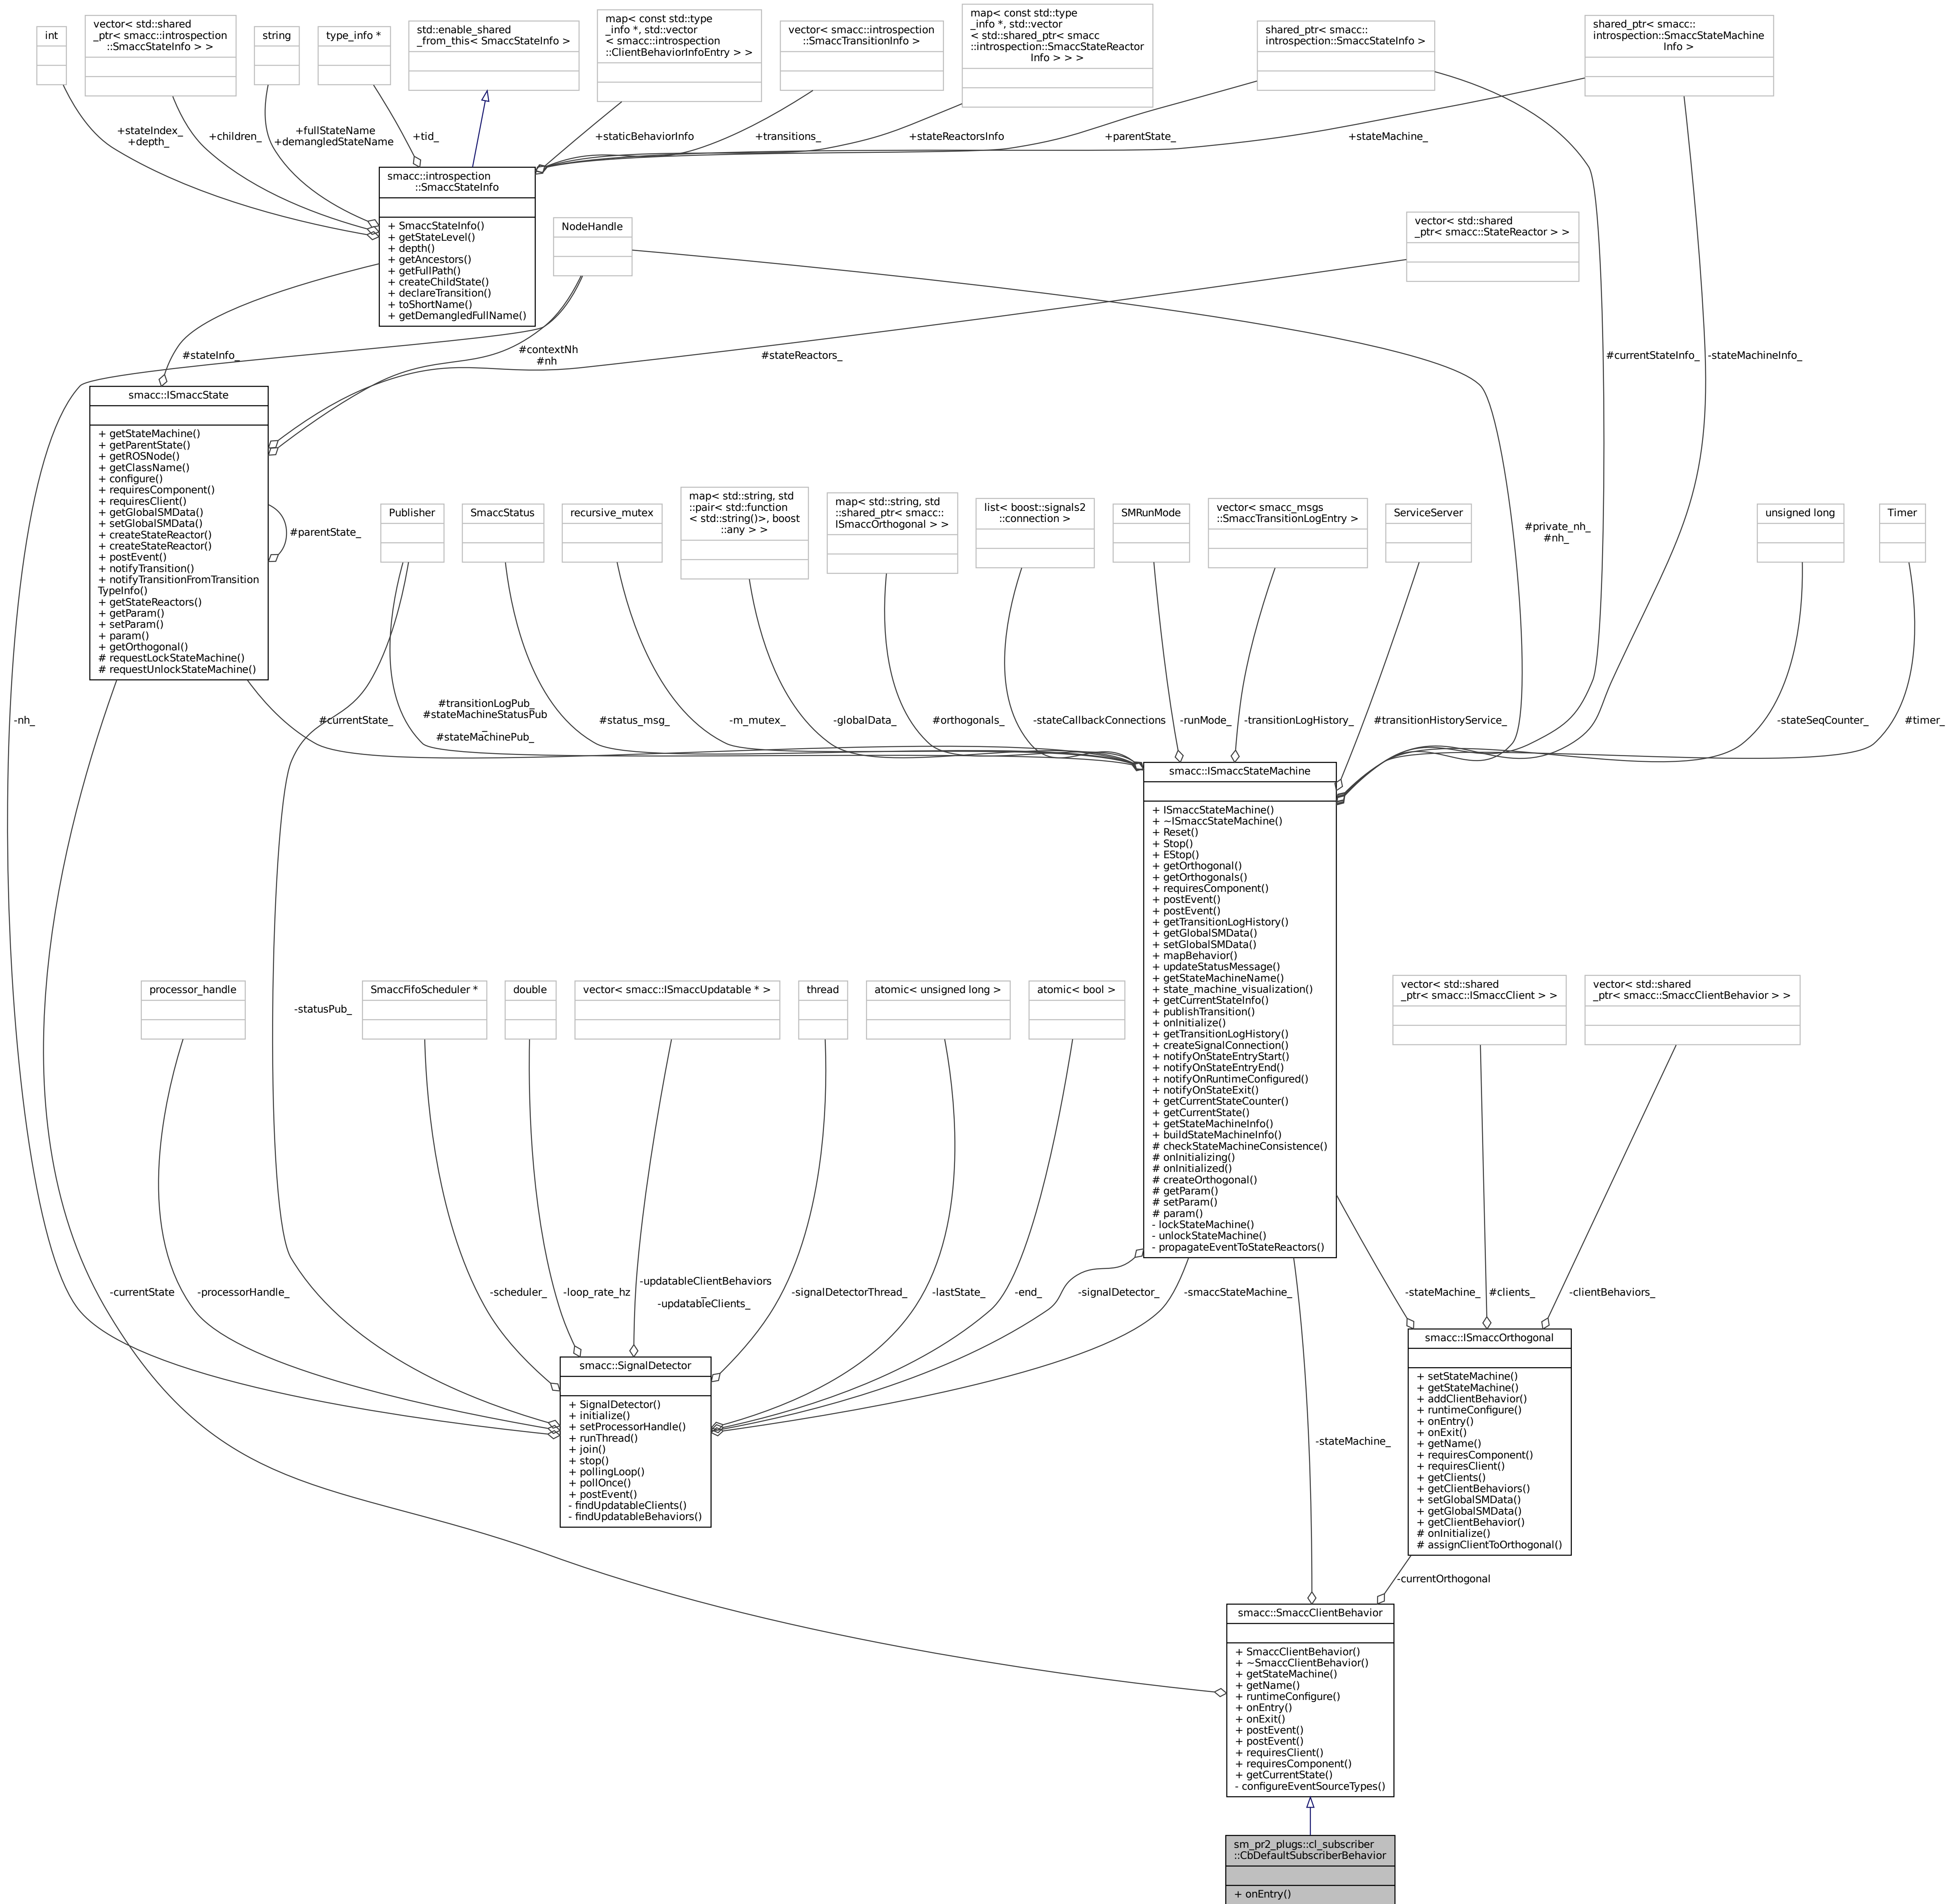 int
vector< std::shared
_ptr< smacc::introspection
::SmaccStateInfo > >
string
type_info *
std::enable_shared
_from_this< SmaccStateInfo >
map< const std::type
_info *, std::vector
< smacc::introspection
::ClientBehaviorInfoEntry > >
vector< smacc::introspection
::SmaccTransitionInfo >
map< const std::type
_info *, std::vector
< std::shared_ptr< smacc
::introspection::SmaccStateReactor
Info > > >
shared_ptr< smacc::
introspection::SmaccStateInfo >
shared_ptr< smacc::
introspection::SmaccStateMachine
Info >
+stateIndex_
+depth_
+children_
+fullStateName
+demangledStateName
+tid_
+staticBehaviorInfo
+transitions_
+stateReactorsInfo
+parentState_
+stateMachine_
smacc::introspection
::SmaccStateInfo
+ SmaccStateInfo()
+ getStateLevel()
+ depth()
+ getAncestors()
+ getFullPath()
+ createChildState()
+ declareTransition()
+ toShortName()
+ getDemangledFullName()
NodeHandle
vector< std::shared
_ptr< smacc::StateReactor > >
#stateInfo_
#contextNh
#nh
#stateReactors_
#currentStateInfo_
-stateMachineInfo_
smacc::ISmaccState
+ getStateMachine()
+ getParentState()
+ getROSNode()
+ getClassName()
+ configure()
+ requiresComponent()
+ requiresClient()
+ getGlobalSMData()
+ setGlobalSMData()
+ createStateReactor()
+ createStateReactor()
+ postEvent()
+ notifyTransition()
+ notifyTransitionFromTransition
TypeInfo()
+ getStateReactors()
+ getParam()
+ setParam()
+ param()
+ getOrthogonal()
# requestLockStateMachine()
# requestUnlockStateMachine()
#parentState_
Publisher
SmaccStatus
recursive_mutex
map< std::string, std
::pair< std::function
< std::string()>, boost
::any > >
map< std::string, std
::shared_ptr< smacc::
ISmaccOrthogonal > >
list< boost::signals2
::connection >
SMRunMode
vector< smacc_msgs
::SmaccTransitionLogEntry >
ServiceServer
#private_nh_
#nh_
unsigned long
Timer
-nh_
#currentState_
#transitionLogPub_
#stateMachineStatusPub
_
#stateMachinePub_
#status_msg_
-m_mutex_
-globalData_
#orthogonals_
-stateCallbackConnections
-runMode_
-transitionLogHistory_
#transitionHistoryService_
-stateSeqCounter_
#timer_
smacc::ISmaccStateMachine
+ ISmaccStateMachine()
+ ~ISmaccStateMachine()
+ Reset()
+ Stop()
+ EStop()
+ getOrthogonal()
+ getOrthogonals()
+ requiresComponent()
+ postEvent()
+ postEvent()
+ getTransitionLogHistory()
+ getGlobalSMData()
+ setGlobalSMData()
+ mapBehavior()
+ updateStatusMessage()
+ getStateMachineName()
+ state_machine_visualization()
+ getCurrentStateInfo()
+ publishTransition()
+ onInitialize()
+ getTransitionLogHistory()
+ createSignalConnection()
+ notifyOnStateEntryStart()
+ notifyOnStateEntryEnd()
+ notifyOnRuntimeConfigured()
+ notifyOnStateExit()
+ getCurrentStateCounter()
+ getCurrentState()
+ getStateMachineInfo()
+ buildStateMachineInfo()
# checkStateMachineConsistence()
# onInitializing()
# onInitialized()
# createOrthogonal()
# getParam()
# setParam()
# param()
- lockStateMachine()
- unlockStateMachine()
- propagateEventToStateReactors()
processor_handle
-statusPub_
SmaccFifoScheduler *
double
vector< smacc::ISmaccUpdatable * >
thread
atomic< unsigned long >
atomic< bool >
vector< std::shared
_ptr< smacc::ISmaccClient > >
vector< std::shared
_ptr< smacc::SmaccClientBehavior > >
-currentState
-processorHandle_
-scheduler_
-loop_rate_hz
-updatableClientBehaviors
_
-updatableClients_
-signalDetectorThread_
-lastState_
-end_
-signalDetector_
-smaccStateMachine_
-stateMachine_
#clients_
-clientBehaviors_
smacc::SignalDetector
+ SignalDetector()
+ initialize()
+ setProcessorHandle()
+ runThread()
+ join()
+ stop()
+ pollingLoop()
+ pollOnce()
+ postEvent()
- findUpdatableClients()
- findUpdatableBehaviors()
smacc::ISmaccOrthogonal
+ setStateMachine()
+ getStateMachine()
+ addClientBehavior()
+ runtimeConfigure()
+ onEntry()
+ onExit()
+ getName()
+ requiresComponent()
+ requiresClient()
+ getClients()
+ getClientBehaviors()
+ setGlobalSMData()
+ getGlobalSMData()
+ getClientBehavior()
# onInitialize()
# assignClientToOrthogonal()
-stateMachine_
-currentOrthogonal
smacc::SmaccClientBehavior
+ SmaccClientBehavior()
+ ~SmaccClientBehavior()
+ getStateMachine()
+ getName()
+ runtimeConfigure()
+ onEntry()
+ onExit()
+ postEvent()
+ postEvent()
+ requiresClient()
+ requiresComponent()
+ getCurrentState()
- configureEventSourceTypes()
sm_pr2_plugs::cl_subscriber
::CbDefaultSubscriberBehavior
+ onEntry()